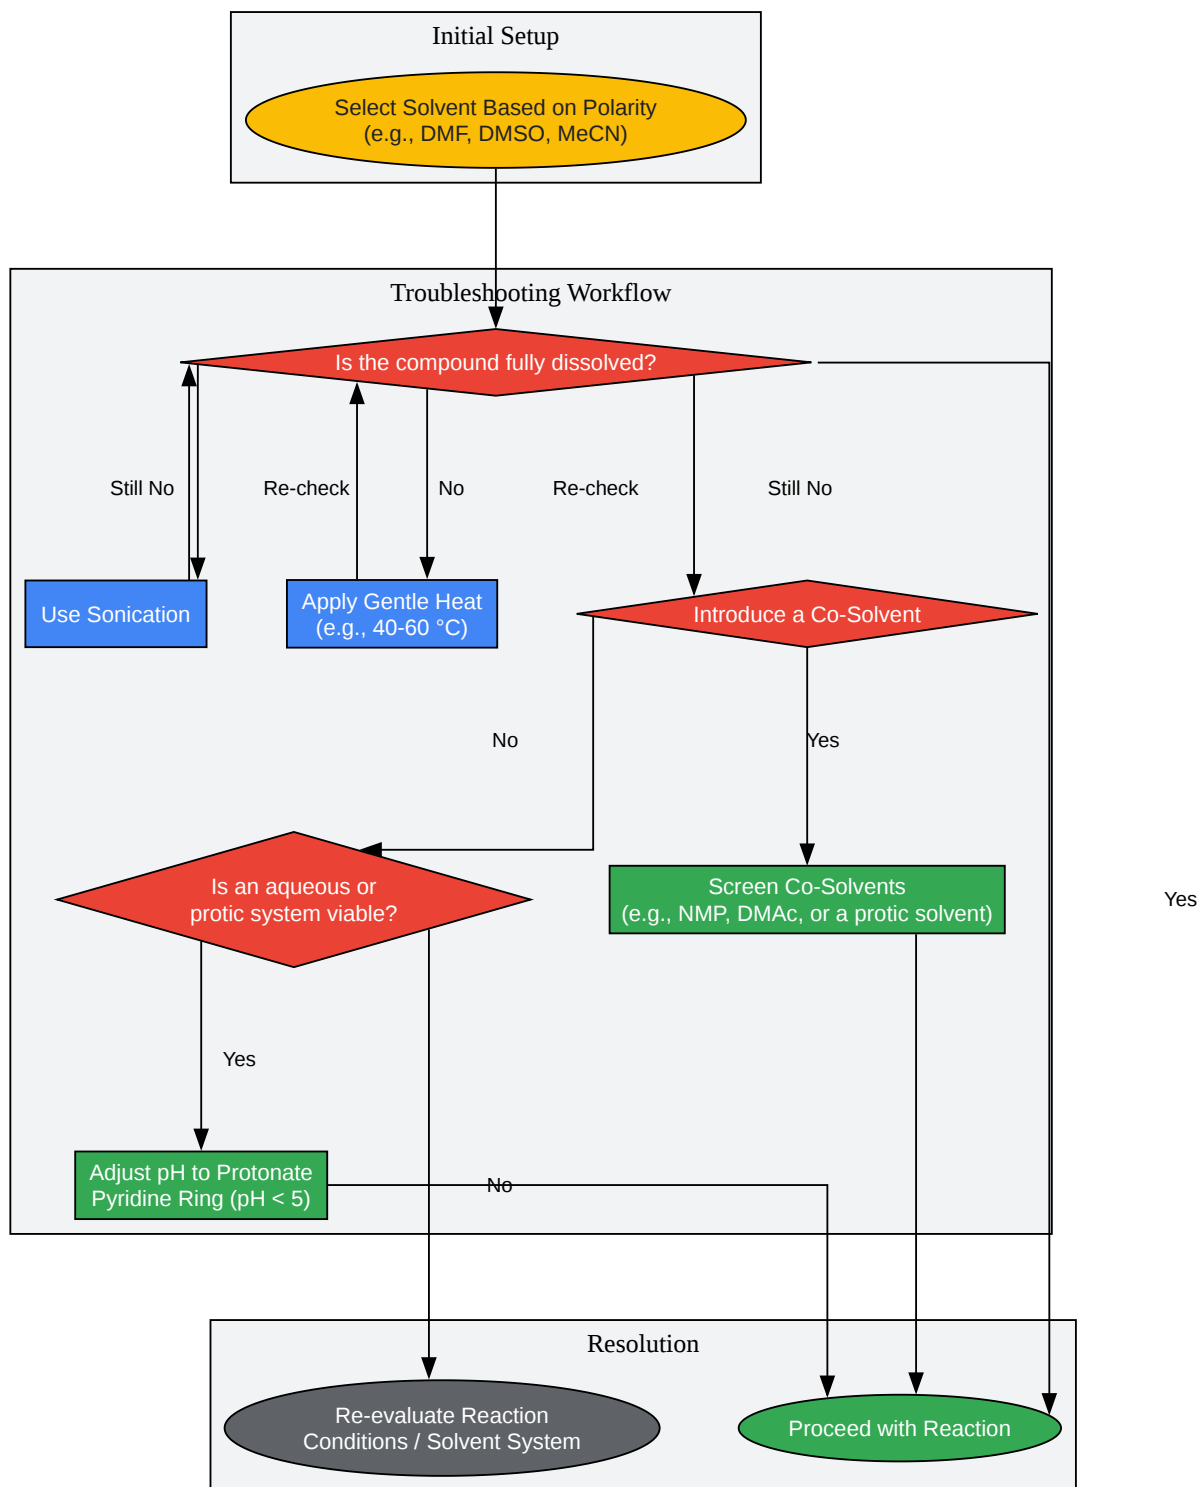 Initial Setup
Select Solvent Based on Polarity
(e.g., DMF, DMSO, MeCN)
Troubleshooting Workflow
Is the compound fully dissolved?
Still No
Re-check
No
Re-check
Still No
Use Sonication
Apply Gentle Heat
(e.g., 40-60 °C)
Introduce a Co-Solvent
No
Yes
Is an aqueous or
protic system viable?
Screen Co-Solvents
(e.g., NMP, DMAc, or a protic solvent)
Yes
Yes
Adjust pH to Protonate
Pyridine Ring (pH < 5)
No
Resolution
Re-evaluate Reaction
Conditions / Solvent System
Proceed with Reaction